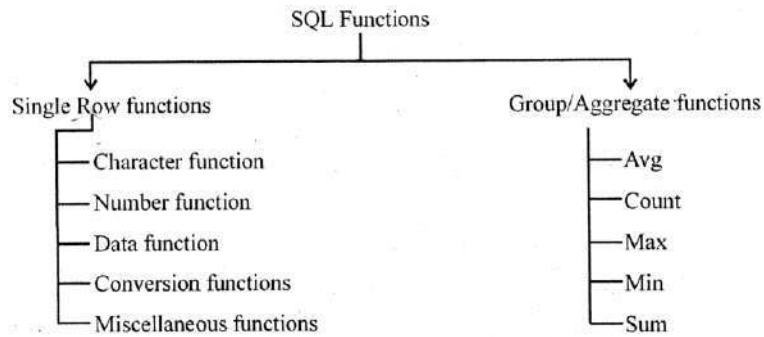 SQL Functions
Single Row functions
Character function
Number function
Data function
Conversion functions
Miscellaneous functions
Group/Aggregate functions
Avg
Count
Max
Min
Sum